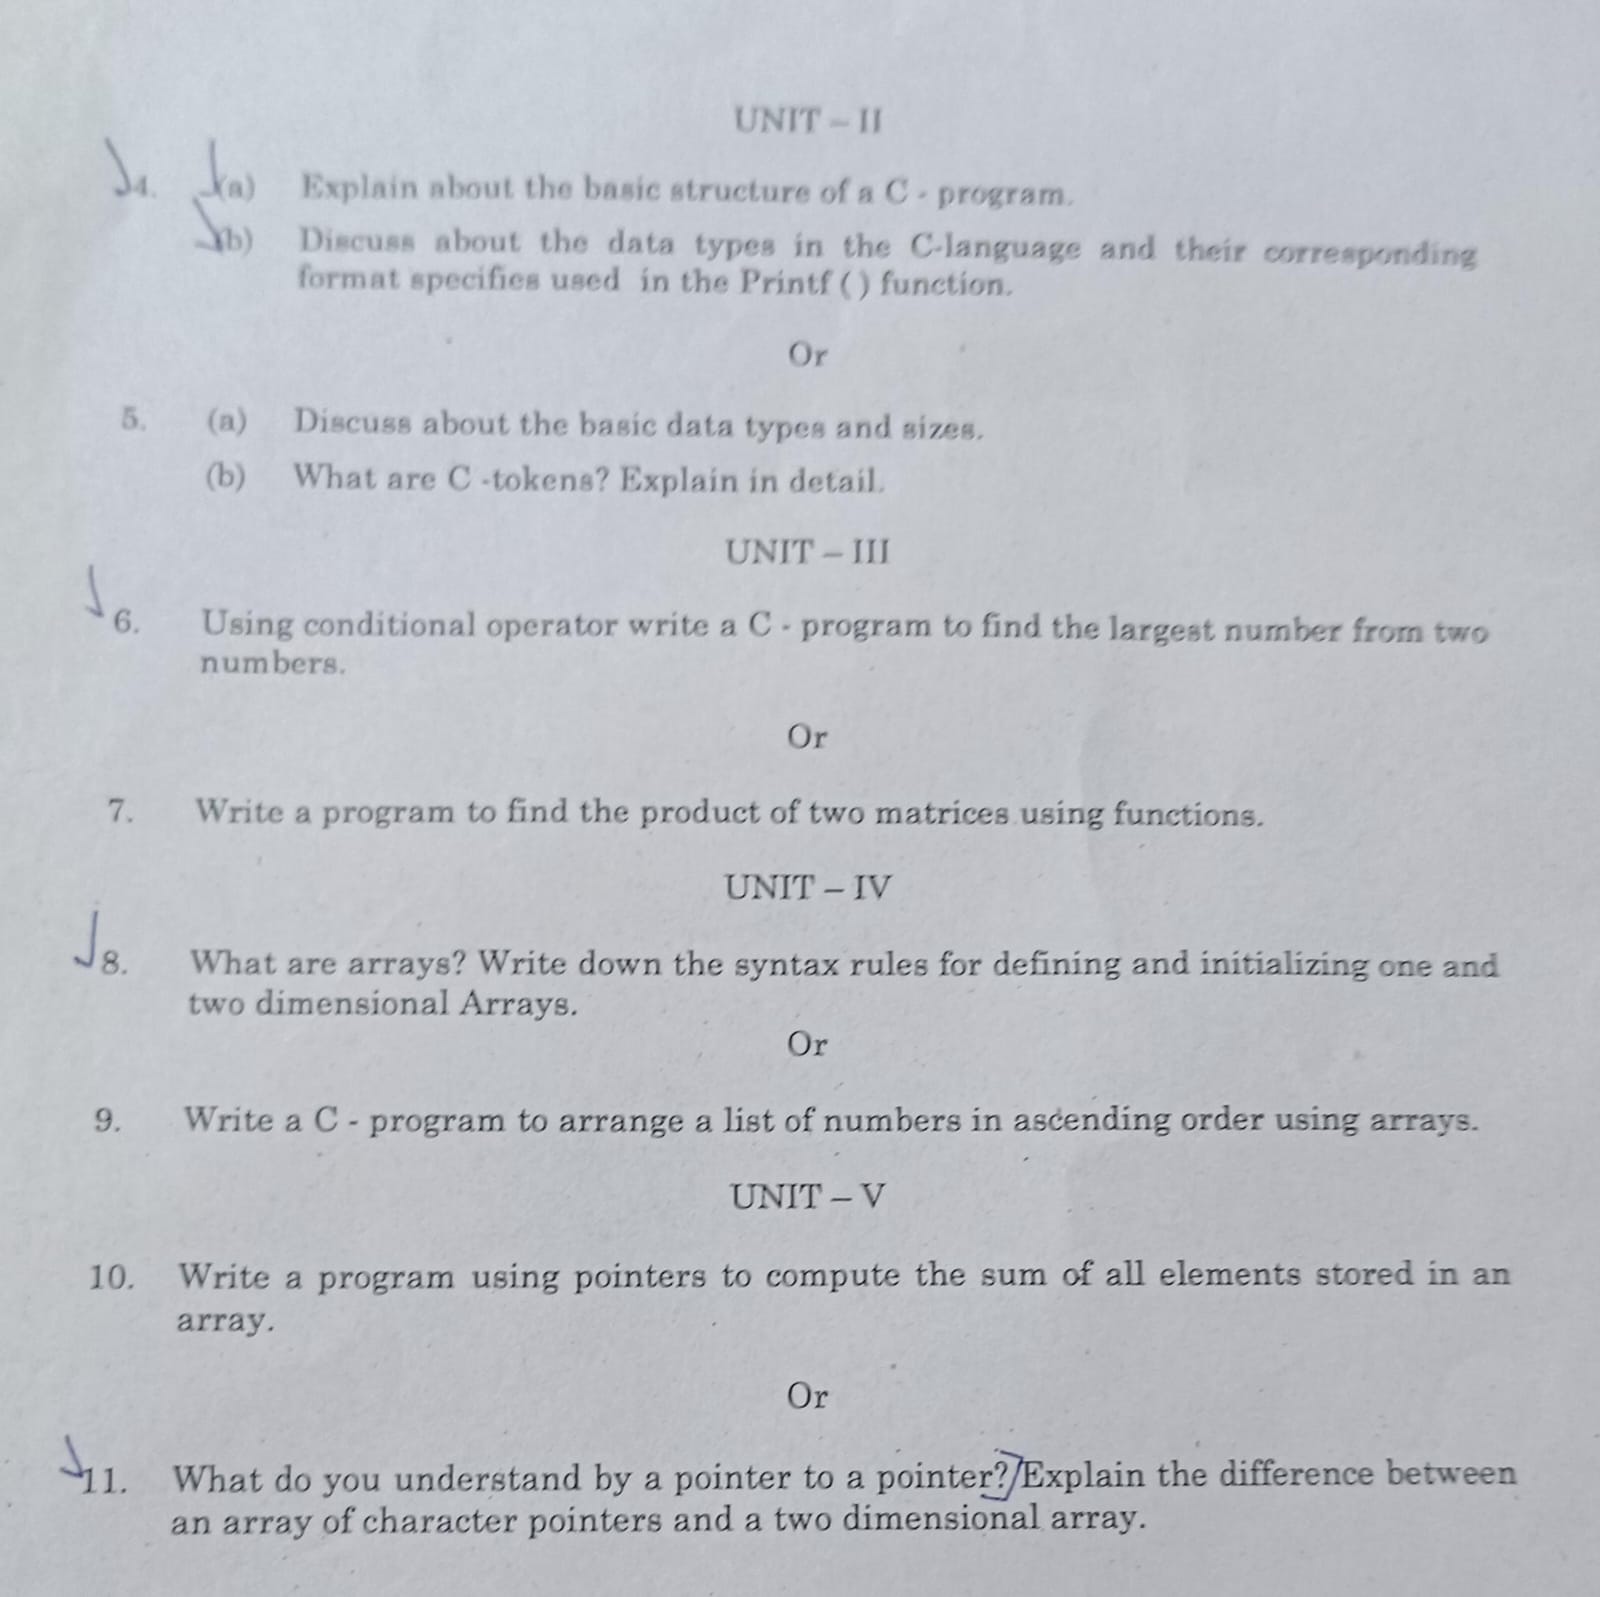 UNIT – II
4. (a) Explain about the basic structure of a C - program.
(b) Discuss about the data types in the C-language and their corresponding
format specifies used in the Printf ( ) function.
Or
5. (a) Discuss about the basic data types and sizes.
(b) What are C -tokens? Explain in detail.
UNIT – III
6. Using conditional operator write a C - program to find the largest number from two
numbers.
Or
7. Write a program to find the product of two matrices using functions.
UNIT – IV
8. What are arrays? Write down the syntax rules for defining and initializing one and
two dimensional Arrays.
Or
9. Write a C - program to arrange a list of numbers in ascending order using arrays.
UNIT – V
10. Write a program using pointers to compute the sum of all elements stored in an
array.
Or
11. What do you understand by a pointer to a pointer? Explain the difference between
an array of character pointers and a two dimensional array.